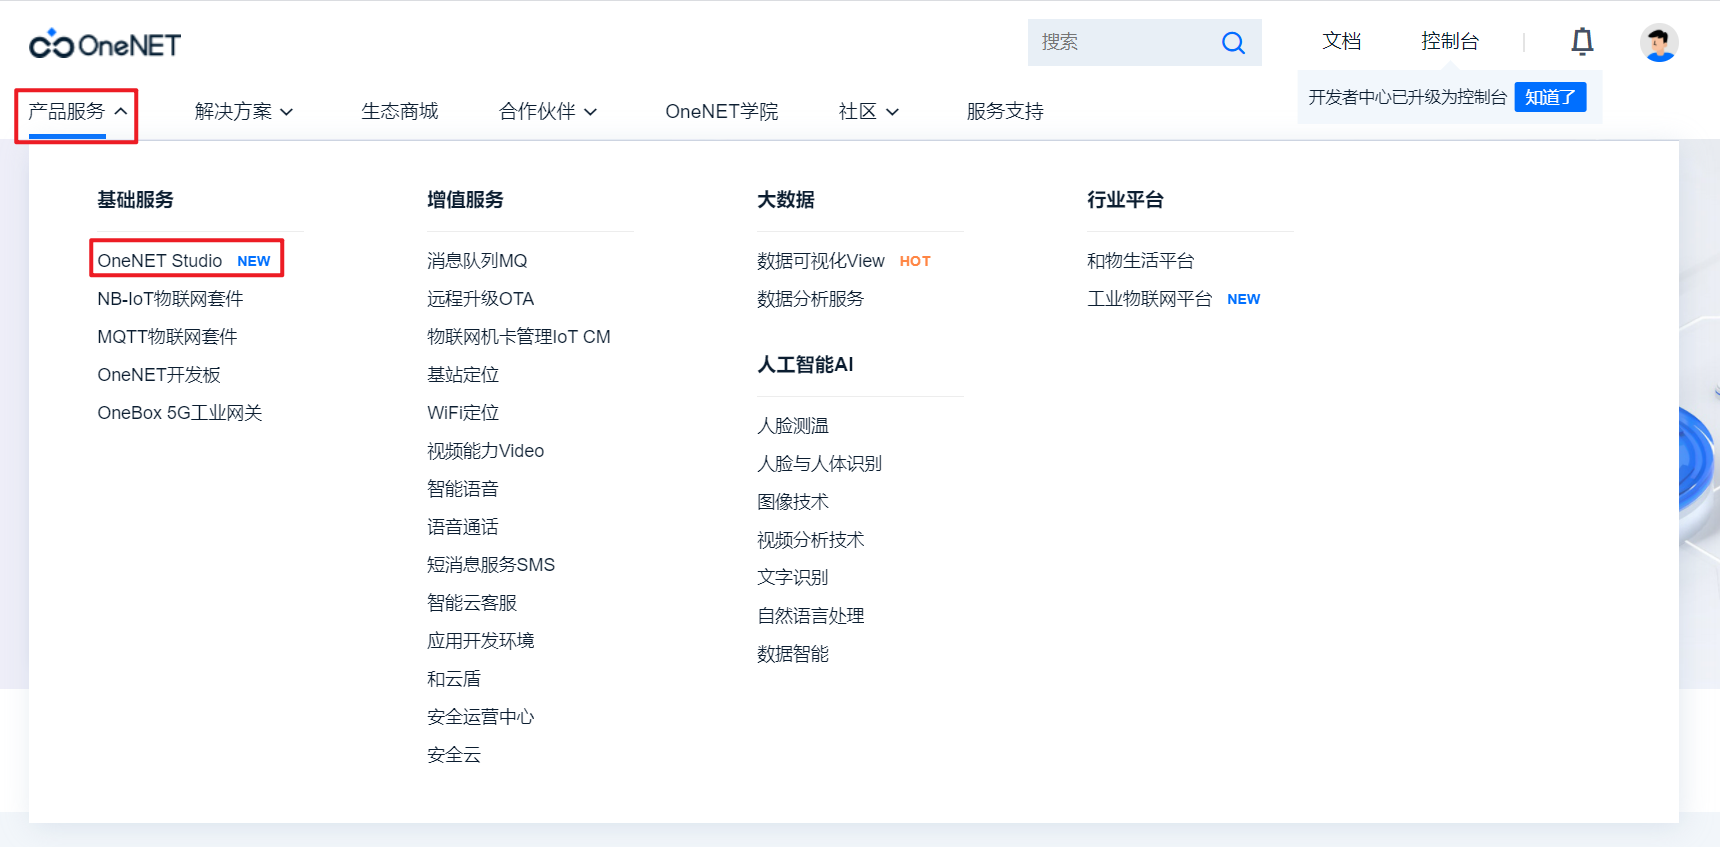 OneNET
搜索
文档
控制台
产品服务
解决方案
生态商城
合作伙伴
OneNET学院
社区
服务支持
开发者中心已升级为控制台
知道了
基础服务
OneNET Studio NEW
NB-IoT物联网套件
MQTT物联网套件
OneNET开发板
OneBox 5G工业网关
增值服务
消息队列MQ
远程升级OTA
物联网机卡管理IoT CM
基站定位
WiFi定位
视频能力Video
智能语音
语音通话
短消息服务SMS
智能云客服
应用开发环境
和云盾
安全运营中心
安全云
大数据
数据可视化View HOT
数据分析服务
人工智能AI
人脸测温
人脸与人体识别
图像技术
视频分析技术
文字识别
自然语言处理
数据智能
行业平台
和物生活平台
工业物联网平台 NEW